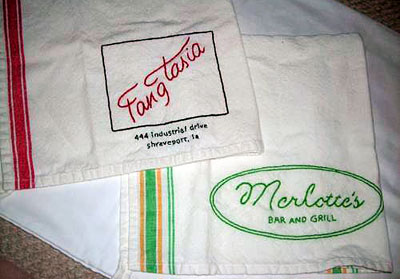 Fangtasia
444 industrial drive
shreveport, la
Merlotte's
BAR AND GRILL